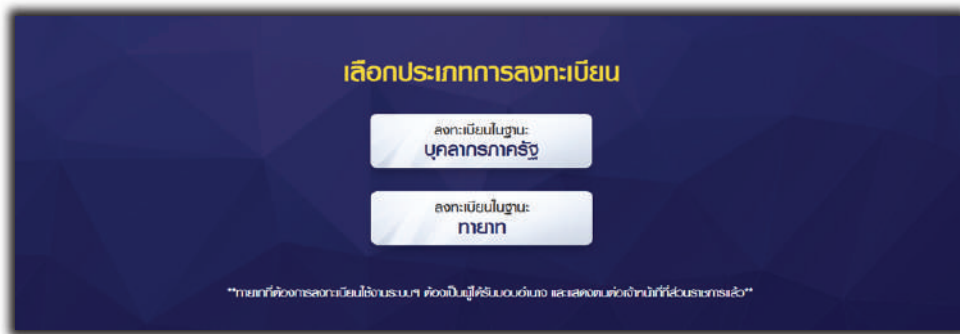 เลือกประเภทการลงทะเบียน
ลงทะเบียนในฐานะ
บุคลากรภาครัฐ
ลงทะเบียนในฐานะ
ทายาท
**ทายาทที่ต้องการลงทะเบียนใช้งานระบบฯ ต้องเป็นผู้ได้รับมอบอำนาจ และแสดงตนต่อเจ้าหน้าที่ที่ส่วนราชการแล้ว**